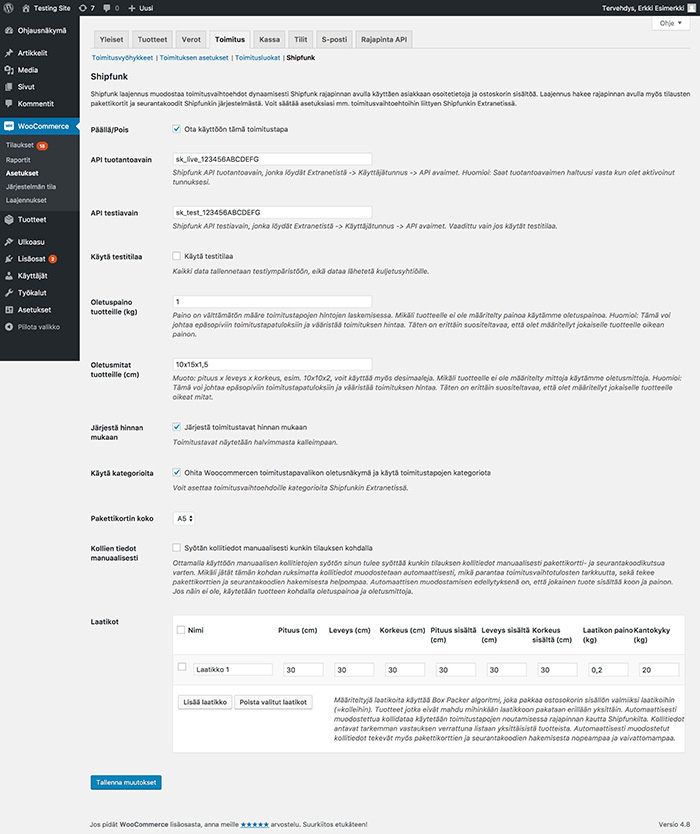 Testing Site 7 0 Uusi Tervehdys, Erkki Esimerkki
Ohje
Ohjausnäkymä
Artikkelit
Media
Sivut
Kommentit
WooCommerce
Tilaukset 18
Raportit
Asetukset
Järjestelmän tila
Laajennukset
Tuotteet
Ulkoasu
Lisäosat 2
Käyttäjät
Työkalut
Asetukset
Piilota valikko
Yleiset Tuotteet Verot Toimitus Kassa Tilit S-posti Rajapinta API
Toimitusvyöhykkeet | Toimituksen asetukset | Toimitusluokat | Shipfunk
Shipfunk
Shipfunk laajennus muodostaa toimitusvaihtoehdot dynaamisesti Shipfunk rajapinnan avulla käyttäen asiakkaan osoitetietoja ja ostoskorin sisältöä. Laajennus hakee rajapinnan avulla myös tilausten
pakettikortit ja seurantakoodit Shipfunkin järjestelmästä. Voit säätää asetuksiasi mm. toimitusvaihtoehtoihin liittyen Shipfunkin Extranetissä.
Päällä/Pois Ota käyttöön tämä toimitustapa
API tuotantoavain sk_live_123456ABCDEFG
Shipfunk API tuotantoavain, jonka löydät Extranetistä -> Käyttäjätunnus -> API avaimet. Huomioi: Saat tuotantoavaimen haltuusi vasta kun olet aktivoinut
tunnuksesi.
API testiavain sk_test_123456ABCDEFG
Shipfunk API testiavain, jonka löydät Extranetistä -> Käyttäjätunnus -> API avaimet. Vaadittu vain jos käytät testitilaa.
Käytä testitilaa Käytä testitilaa
Kaikki data tallennetaan testiympäristöön, eikä dataa lähetetä kuljetusyhtiöille.
Oletuspaino tuotteille (kg) 1
Paino on välttämätön määre toimitustapojen hintojen laskemisessa. Mikäli tuotteelle ei ole määritelty painoa käytämme oletuspainoa. Huomioi: Tämä voi
johtaa epäsopiviin toimitustapatuloksiin ja vääristää toimituksen hintaa. Täten on erittäin suositeltavaa, että olet määritellyt jokaiselle tuotteelle oikean
painon.
Oletusmitat tuotteille (cm) 10x15x1,5
Muoto: pituus x leveys x korkeus, esim. 10x10x2, voit käyttää myös desimaaleja. Mikäli tuotteelle ei ole määritelty mittoja käytämme oletusmittoja. Huomioi:
Tämä voi johtaa epäsopiviin toimitustapatuloksiin ja vääristää toimituksen hintaa. Täten on erittäin suositeltavaa, että olet määritellyt jokaiselle tuotteelle
oikeat mitat.
Järjestä hinnan mukaan Järjestä toimitustavat hinnan mukaan
Toimitustavat näytetään halvimmasta kalleimpaan.
Käytä kategorioita Ohita Woocommercen toimitustapavalikon oletusnäkymä ja käytä toimitustapojen kategoriota
Voit asettaa toimitusvaihtoehdoille kategorioita Shipfunkin Extranetissä.
Pakettikortin koko A5
Kollien tiedot manuaalisesti Syötän kollitiedot manuaalisesti kunkin tilauksen kohdalla
Ottamalla käyttöön manuaalisen kollitietojen syötön sinun tulee syöttää kunkin tilauksen kollitiedot manuaalisesti pakettikortti- ja seurantakoodikutsua
varten. Mikäli jätät tämän kohdan ruksimatta kollitiedot muodostetaan automaattisesti, mikä parantaa toimitusvaihtotulosten tarkkuutta, sekä tekee
pakettikorttien ja seurantakoodien hakemisesta helpompaa. Automaattisen muodostamisen edellytyksenä on, että jokainen tuote sisältää koon ja painon.
Jos näin ei ole, käytetään tuotteen kohdalla oletuspainoa ja oletusmittoja.
Laatikot
Nimi Pituus (cm) Leveys (cm) Korkeus (cm) Pituus sisältä (cm) Leveys sisältä (cm) Korkeus sisältä (cm) Laatikon paino (kg) Kantokyky (kg)
Laatikko 1 30 30 30 30 30 30 0,2 20
Lisää laatikko Poista valitut laatikot
Määriteltyjä laatikoita käyttää Box Packer algoritmi, joka pakkaa ostoskorin sisällön valmiiksi laatikoihin
(=kolleihin). Tuotteet jotka eivät mahdu mihinkään laatikkoon pakataan erillään yksittäin. Automaattisesti
muodostettua kollidataa käytetään toimitustapojen noutamisessa rajapinnan kautta Shipfunkilta. Kollitiedot
antavat tarkemman vastauksen verrattuna listaan yksittäisistä tuotteista. Automaattisesti muodostetut
kollitiedot tekevät myös pakettikorttien ja seurantakoodien hakemisesta nopeampaa ja vaivattomampaa.
Tallenna muutokset
Jos pidät WooCommerce lisäosasta, anna meille ★★★★★ arvostelu. Suurkiitos etukäteen! Versio 4.8